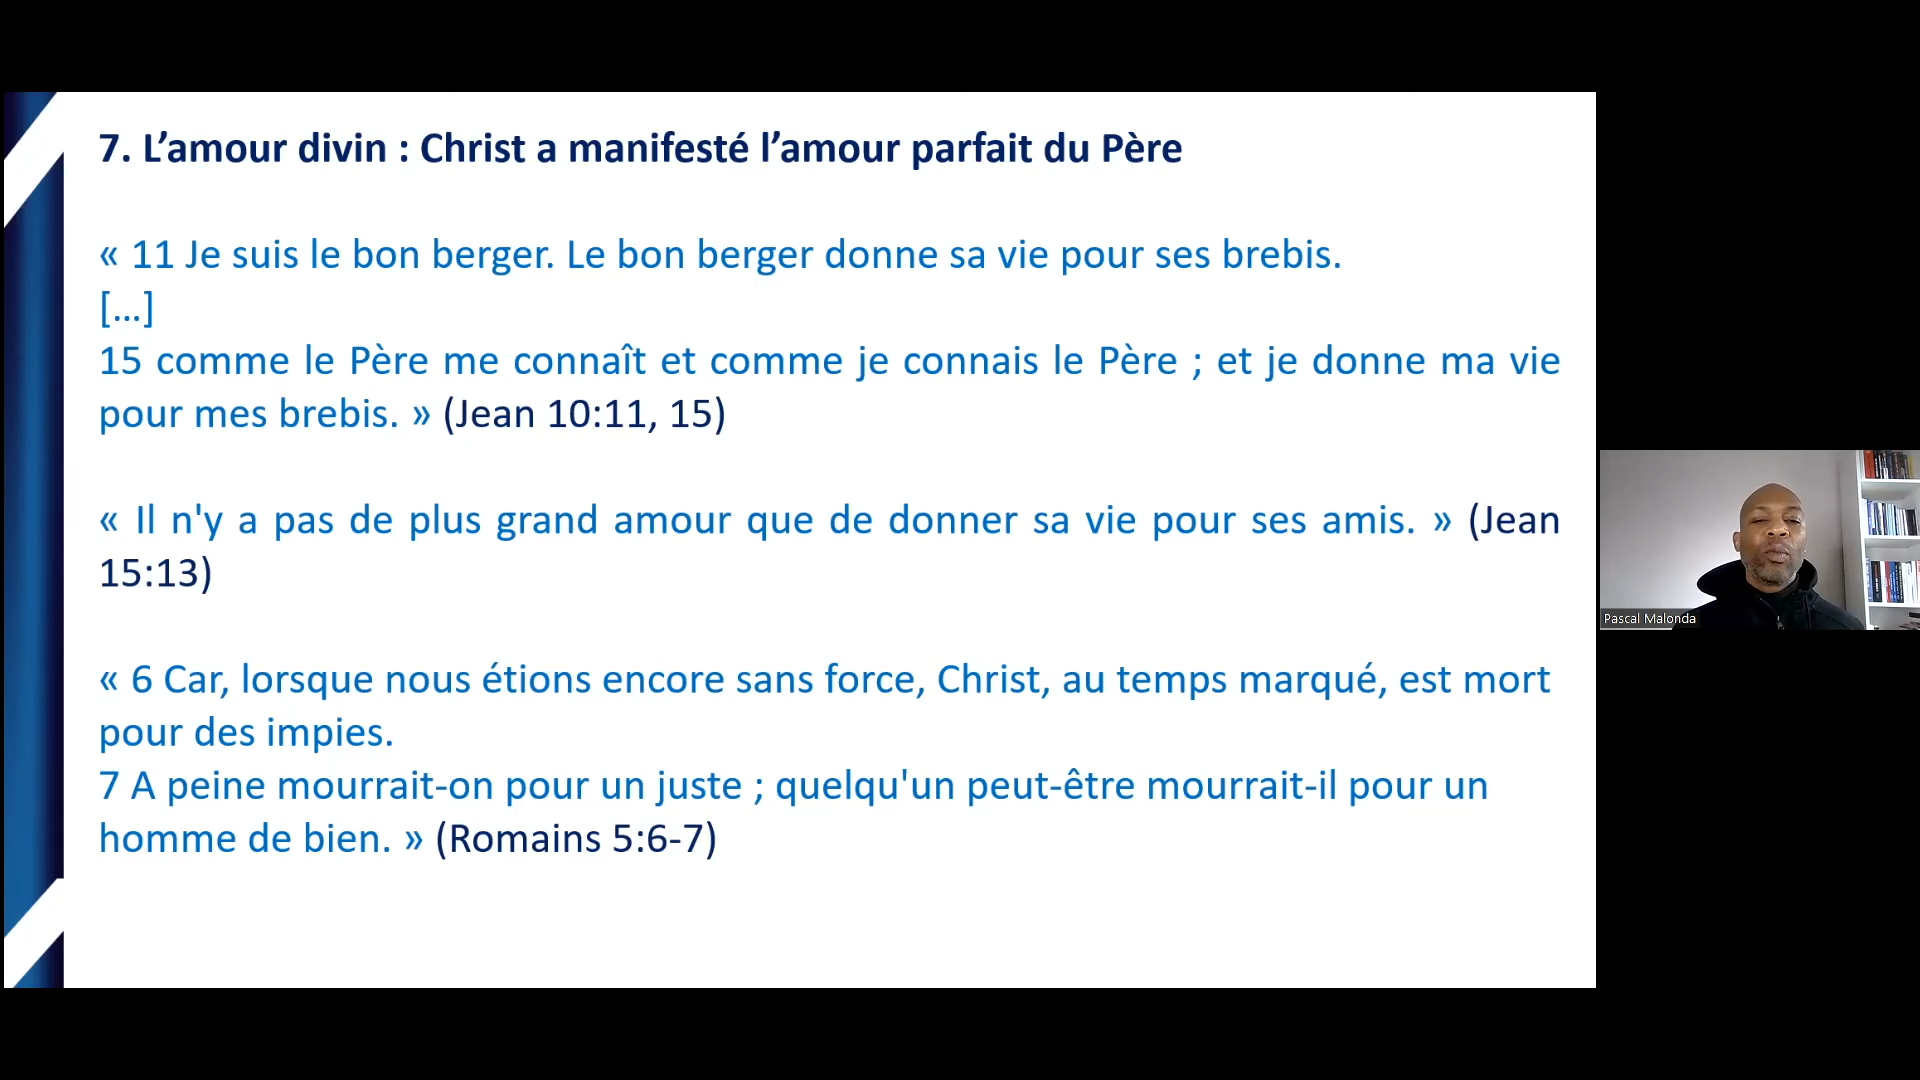 7. L’amour divin : Christ a manifesté l’amour parfait du Père
« 11 Je suis le bon berger. Le bon berger donne sa vie pour ses brebis.
[…]
15 comme le Père me connaît et comme je connais le Père ; et je donne ma vie
pour mes brebis. » (Jean 10:11, 15)
« Il n'y a pas de plus grand amour que de donner sa vie pour ses amis. » (Jean
15:13)
« 6 Car, lorsque nous étions encore sans force, Christ, au temps marqué, est mort
pour des impies.
7 A peine mourrait-on pour un juste ; quelqu'un peut-être mourrait-il pour un
homme de bien. » (Romains 5:6-7)
Pascal Malonda